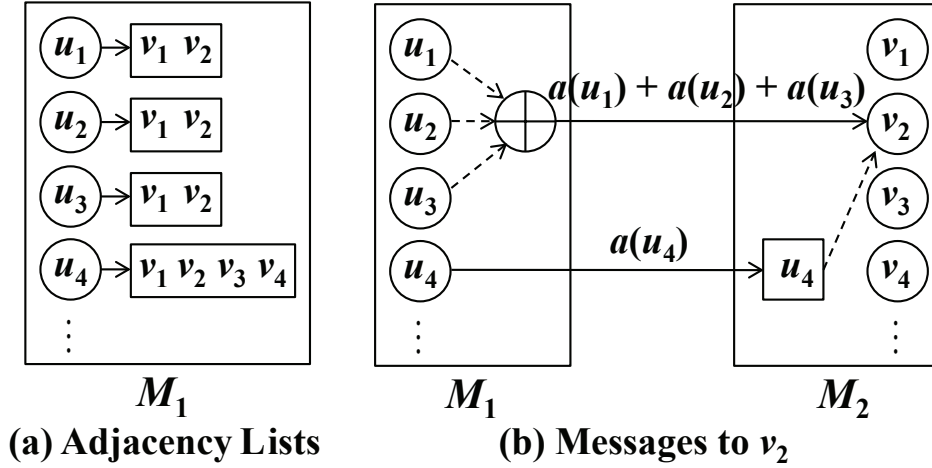 u1 v1 v2
u2 v1 v2
u3 v1 v2
u4 v1 v2 v3 v4
⋮
M1
(a) Adjacency Lists
u1 v1
a(u1) + a(u2) + a(u3)
u2 v2
u3 v3
a(u4)
u4 u4 v4
⋮ ⋮
M1 M2
(b) Messages to v2